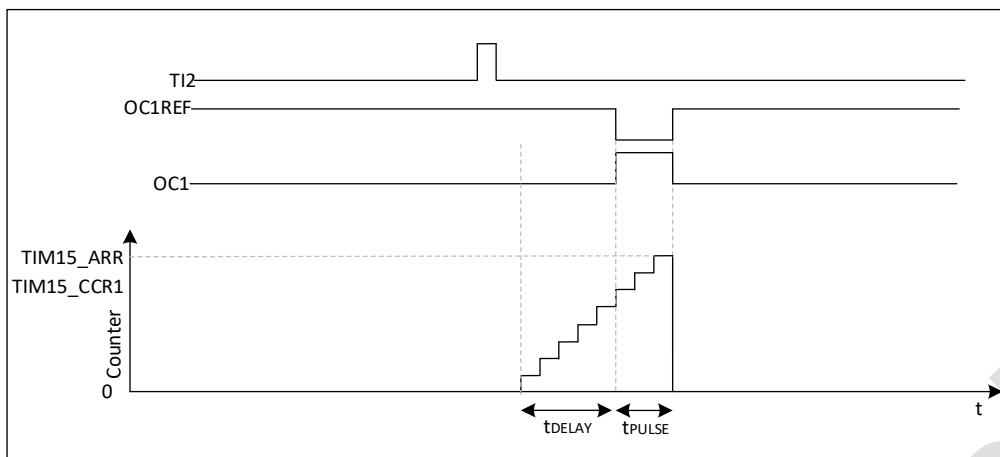 TI2
OC1REF
OC1
TIM15_ARR
TIM15_CCR1
Counter
0
t
tDELAY
tPULSE